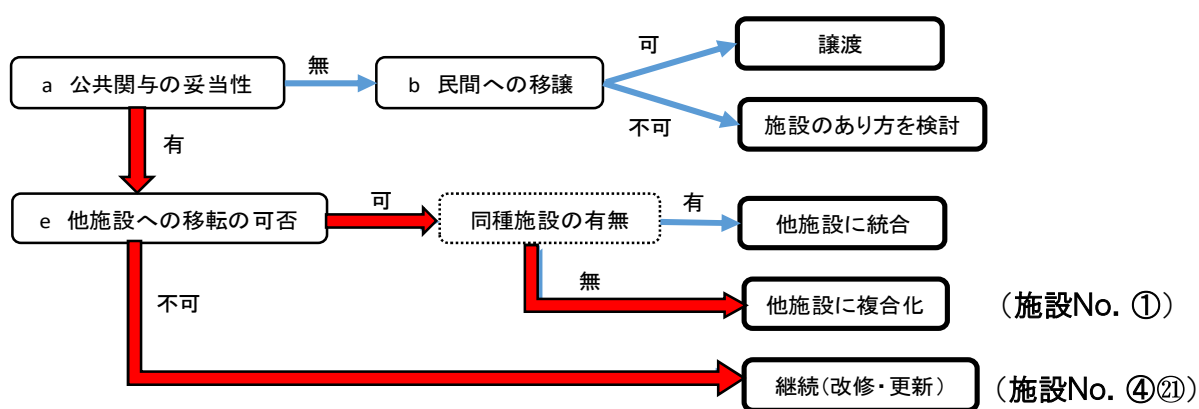 可
譲渡
無
a 公共関与の妥当性
b 民間への移譲
不可
施設のあり方を検討
有
可
有
e 他施設への移転の可否
同種施設の有無
他施設に統合
無
不可
他施設に複合化
（施設No. ①）
継続（改修・更新）
（施設No. ④㉑）